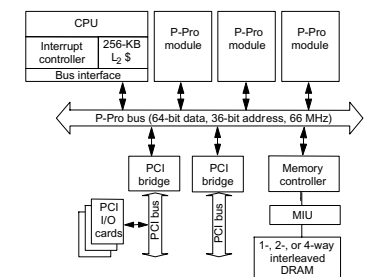 CPU
Interrupt
controller
256-KB
L2 $
Bus interface
P-Pro
module
P-Pro
module
P-Pro
module
P-Pro bus (64-bit data, 36-bit address, 66 MHz)
PCI
bridge
PCI
bridge
Memory
controller
PCI
I/O
cards
PCI bus
PCI bus
MIU
1-, 2-, or 4-way
interleaved
DRAM